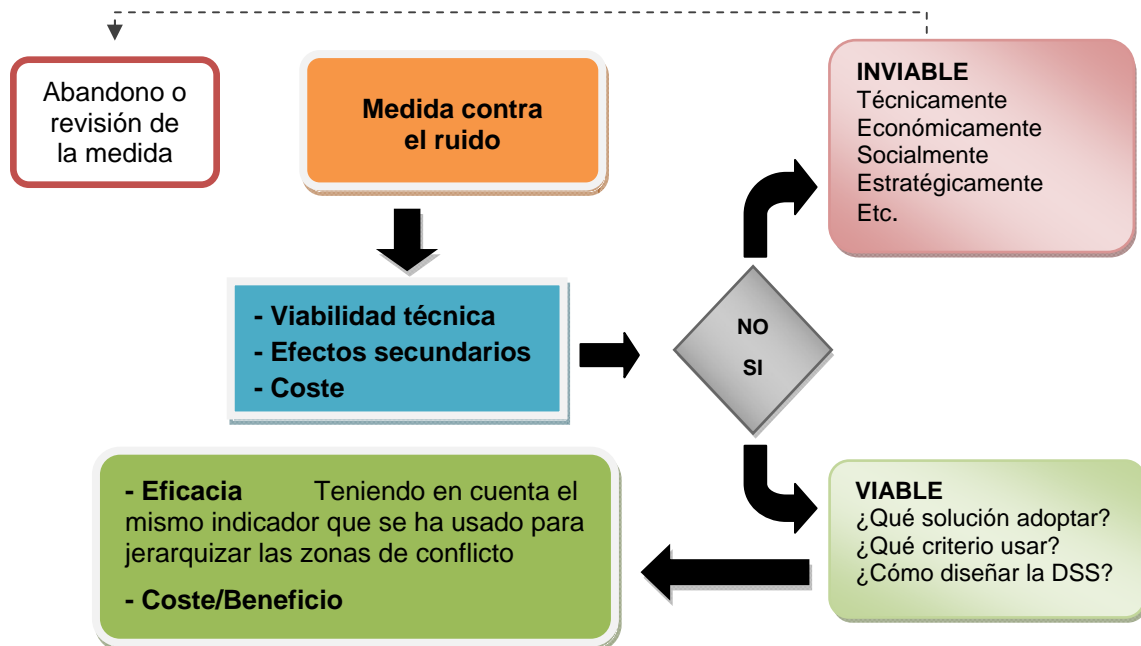 Abandono o
revisión de
la medida
Medida contra
el ruido
INVIABLE
Técnicamente
Económicamente
Socialmente
Estratégicamente
Etc.
- Viabilidad técnica
- Efectos secundarios
- Coste
NO
SI
- Eficacia Teniendo en cuenta el
mismo indicador que se ha usado para
jerarquizar las zonas de conflicto
- Coste/Beneficio
VIABLE
¿Qué solución adoptar?
¿Qué criterio usar?
¿Cómo diseñar la DSS?